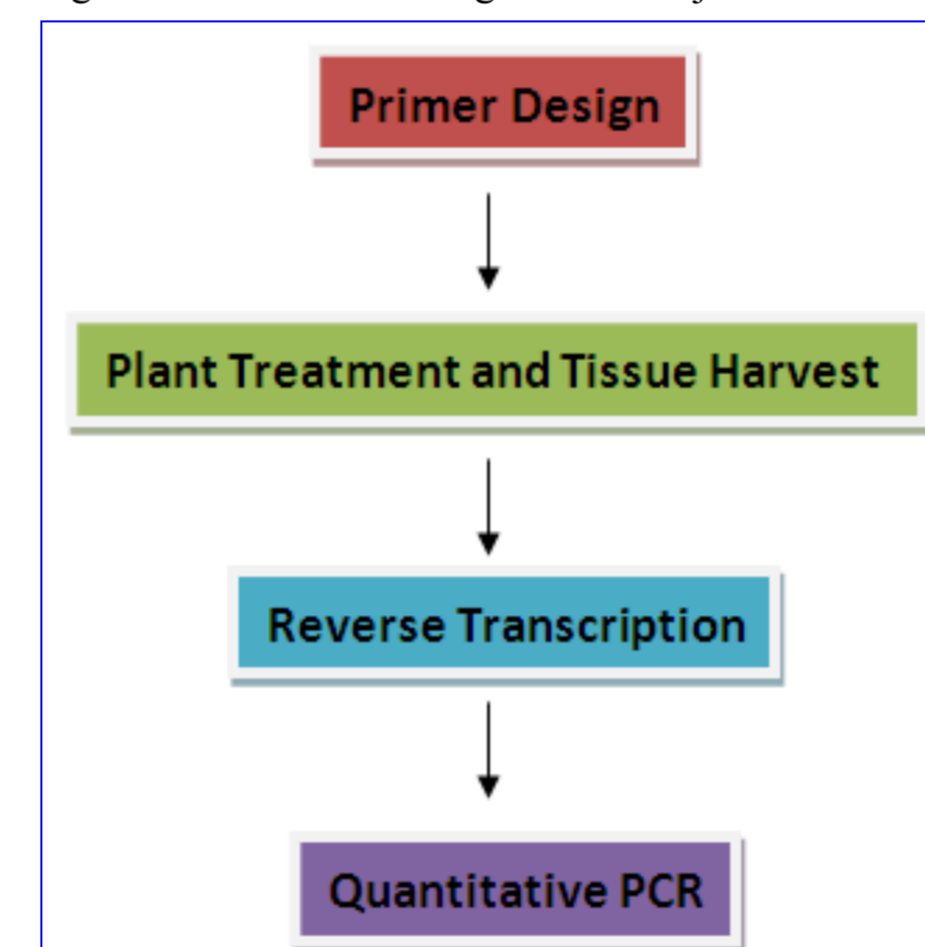 Primer Design
Plant Treatment and Tissue Harvest
Reverse Transcription
Quantitative PCR